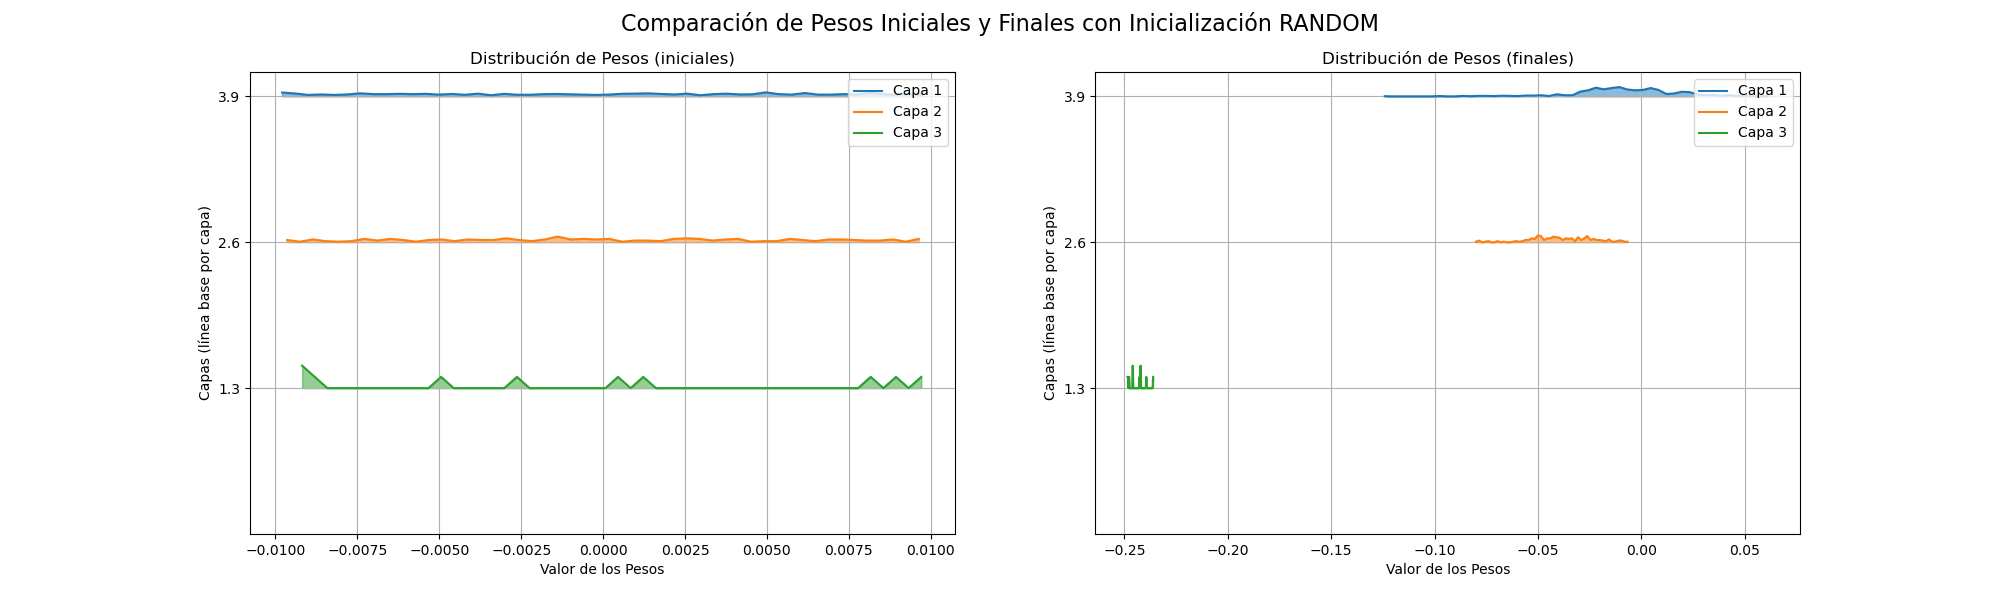 Comparación de Pesos Iniciales y Finales con Inicialización RANDOM
Distribución de Pesos (iniciales)
Capas (línea base por capa)
3.9
2.6
1.3
Capa 1
Capa 2
Capa 3
−0.0100 −0.0075 −0.0050 −0.0025 0.0000 0.0025 0.0050 0.0075 0.0100
Valor de los Pesos
Distribución de Pesos (finales)
Capas (línea base por capa)
3.9
2.6
1.3
Capa 1
Capa 2
Capa 3
−0.25 −0.20 −0.15 −0.10 −0.05 0.00 0.05
Valor de los Pesos